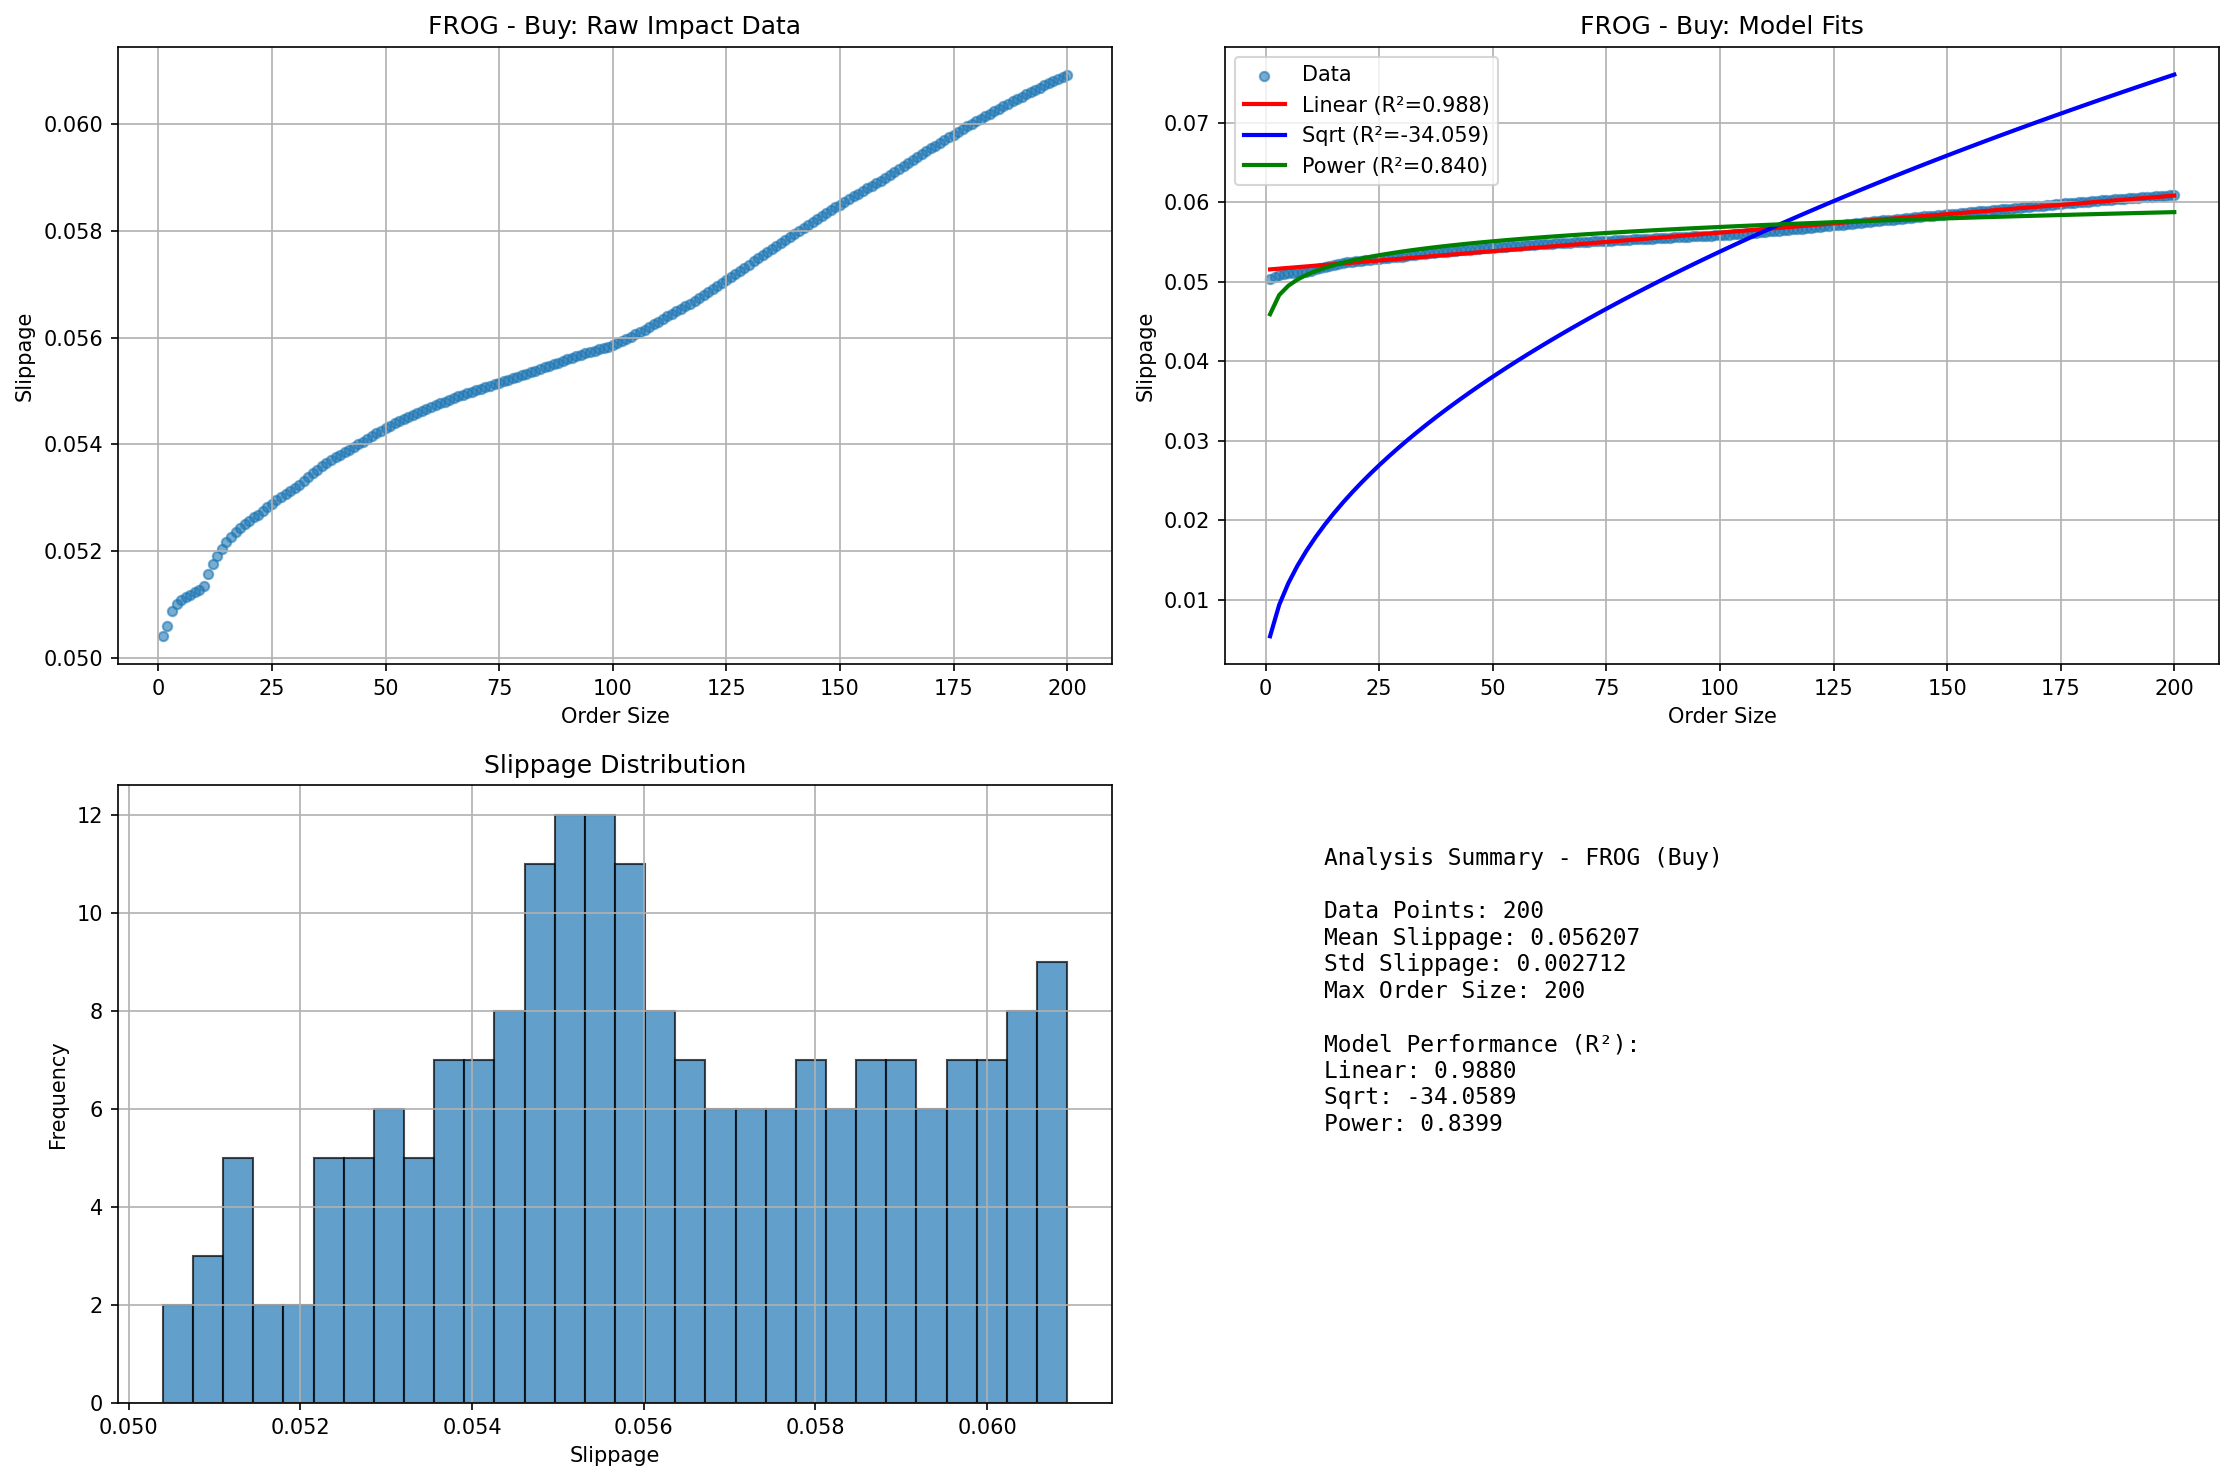 FROG - Buy: Raw Impact Data
0.060
0.058
0.056
0.054
0.052
0.050
Slippage
0 25 50 75 100 125 150 175 200
Order Size
FROG - Buy: Model Fits
Data
Linear (R²=0.988)
Sqrt (R²=-34.059)
Power (R²=0.840)
0.07
0.06
0.05
0.04
0.03
0.02
0.01
Slippage
0 25 50 75 100 125 150 175 200
Order Size
Slippage Distribution
12
10
8
6
4
2
0
Frequency
0.050 0.052 0.054 0.056 0.058 0.060
Slippage
Analysis Summary - FROG (Buy)
Data Points: 200
Mean Slippage: 0.056207
Std Slippage: 0.002712
Max Order Size: 200
Model Performance (R²):
Linear: 0.9880
Sqrt: -34.0589
Power: 0.8399